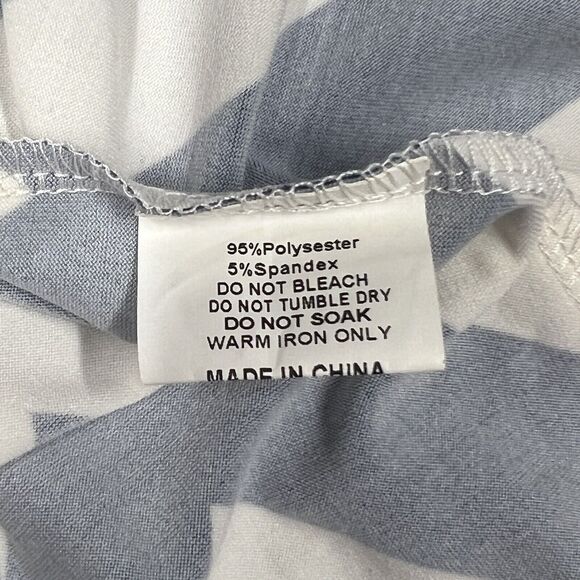 95%Polysester
5%Spandex
DO NOT BLEACH
DO NOT TUMBLE DRY
DO NOT SOAK
WARM IRON ONLY
MADE IN CHINA